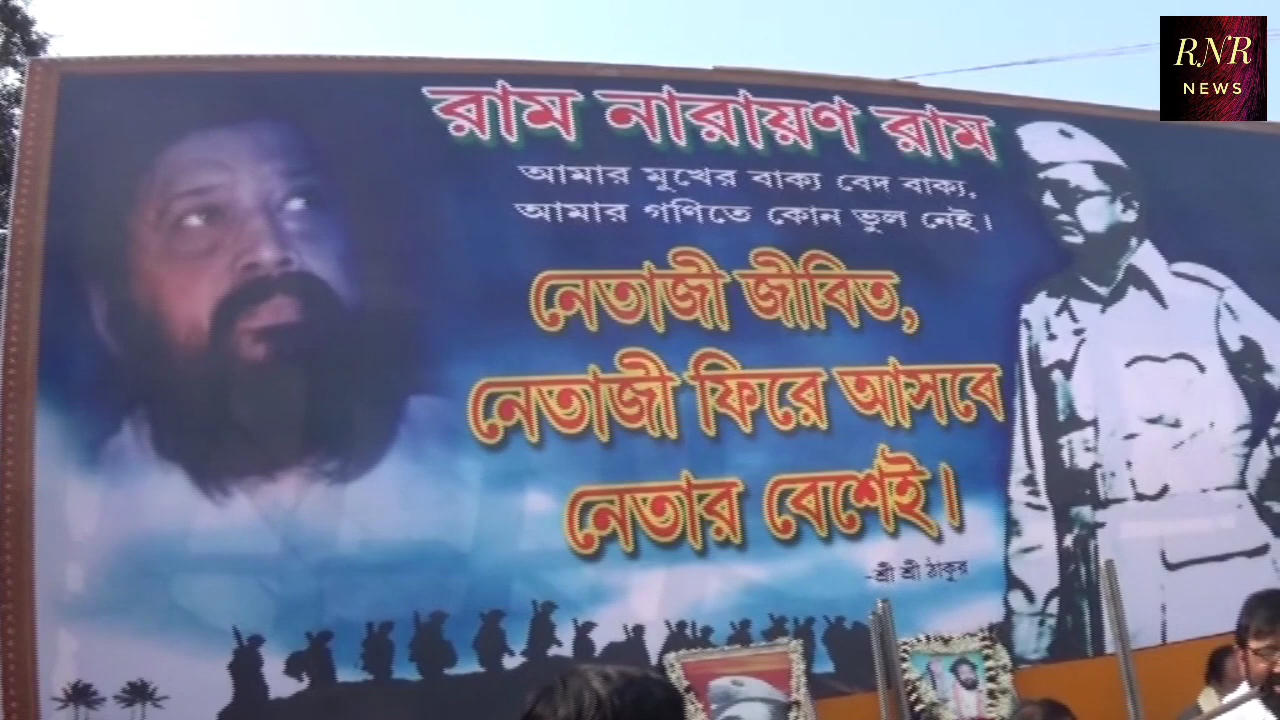 RNR
NEWS
রাম নারায়ণ রাম
আমার মুখের বাক্য বেদ বাক্য,
আমার গণিতে কোন ভুল নেই।
নেতাজী জীবিত,
নেতাজী ফিরে আসবে
নেতার বেশেই।
-শ্রী শ্রী ঠাকুর